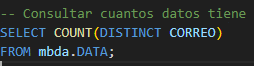 -- Consultar cuantos datos tiene
SELECT COUNT(DISTINCT CORREO)
FROM mbda.DATA;